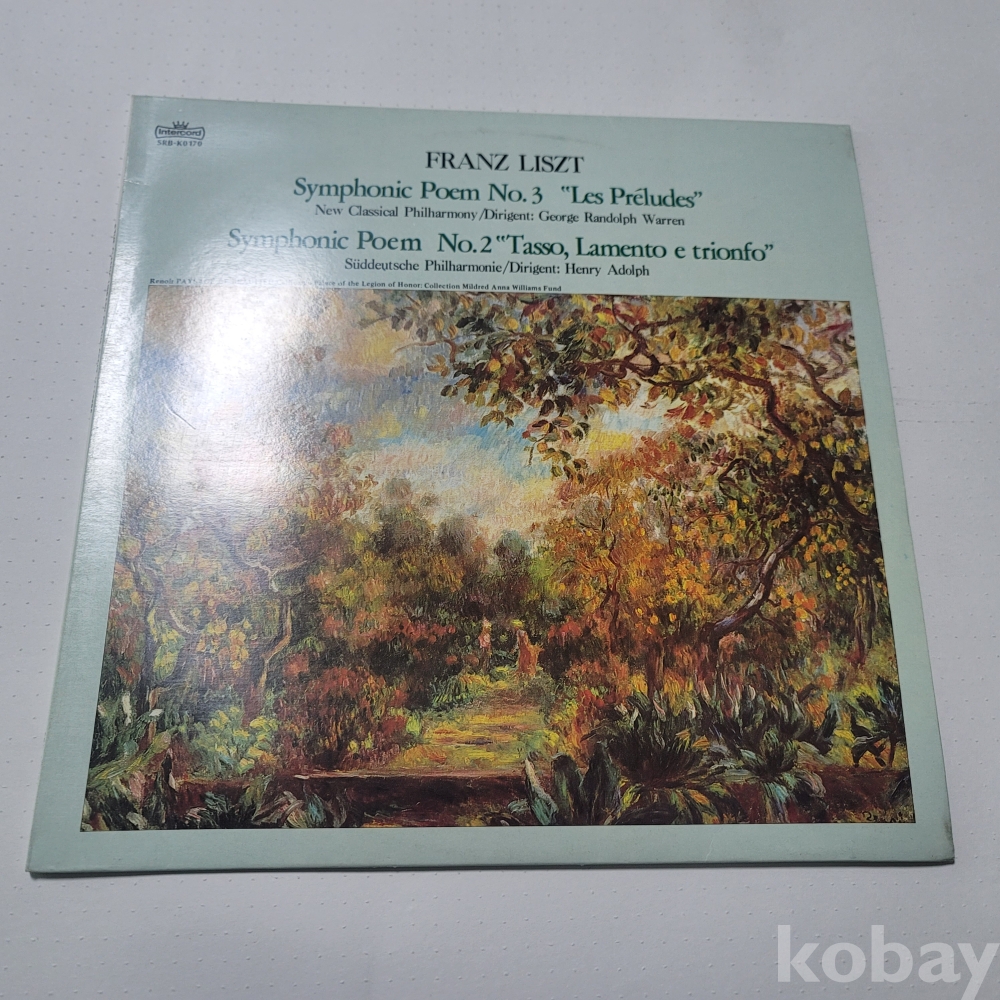 Intercord
SRB-K0170
FRANZ LISZT
Symphonic Poem No. 3 "Les Préludes"
New Classical Philharmony/Dirigent: George Randolph Warren
Symphonic Poem No. 2 "Tasso, Lamento e trionfo"
Süddeutsche Philharmonie/Dirigent: Henry Adolph
Renoir of the Legion of Honor: Collection Mildred Anna Williams Fund
kobay